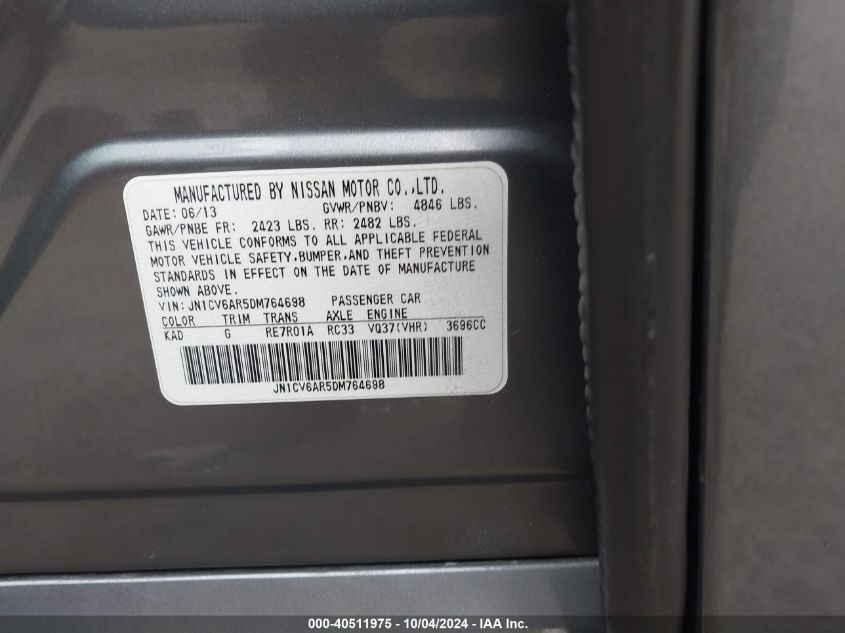 MANUFACTURED BY NISSAN MOTOR CO.,LTD.
DATE: 06/13 GVWR/PNBV: 4846 LBS.
GAWR/PNBE FR: 2423 LBS. RR: 2482 LBS.
THIS VEHICLE CONFORMS TO ALL APPLICABLE FEDERAL
MOTOR VEHICLE SAFETY,BUMPER,AND THEFT PREVENTION
STANDARDS IN EFFECT ON THE DATE OF MANUFACTURE
SHOWN ABOVE.
VIN: JN1CV6AR5DM764698 PASSENGER CAR
COLOR TRIM TRANS AXLE ENGINE
KAD G RE7R01A RC33 VQ37(VHR) 3696CC
JN1CV6AR5DM764698
000-40511975 - 10/04/2024 - IAA Inc.